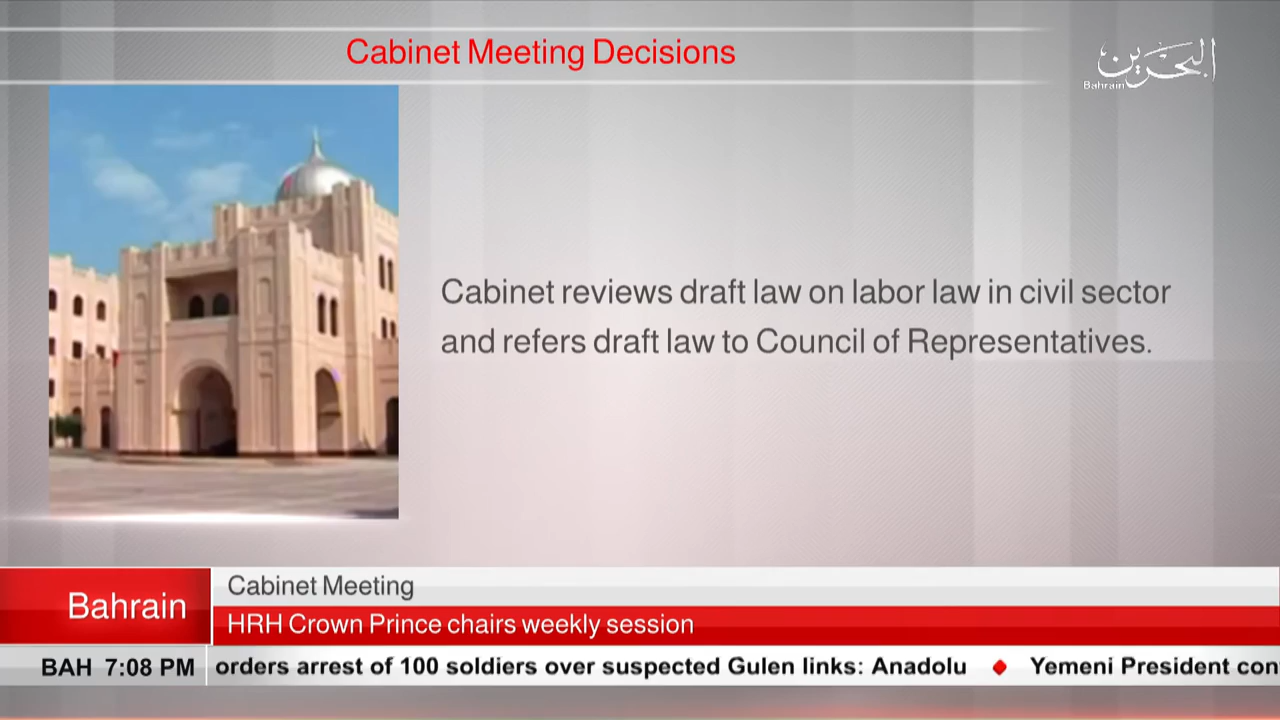 Cabinet Meeting Decisions
البحرين
Bahrain
Cabinet reviews draft law on labor law in civil sector
and refers draft law to Council of Representatives.
Bahrain
Cabinet Meeting
HRH Crown Prince chairs weekly session
BAH 7:08 PM
orders arrest of 100 soldiers over suspected Gulen links: Anadolu
Yemeni President con